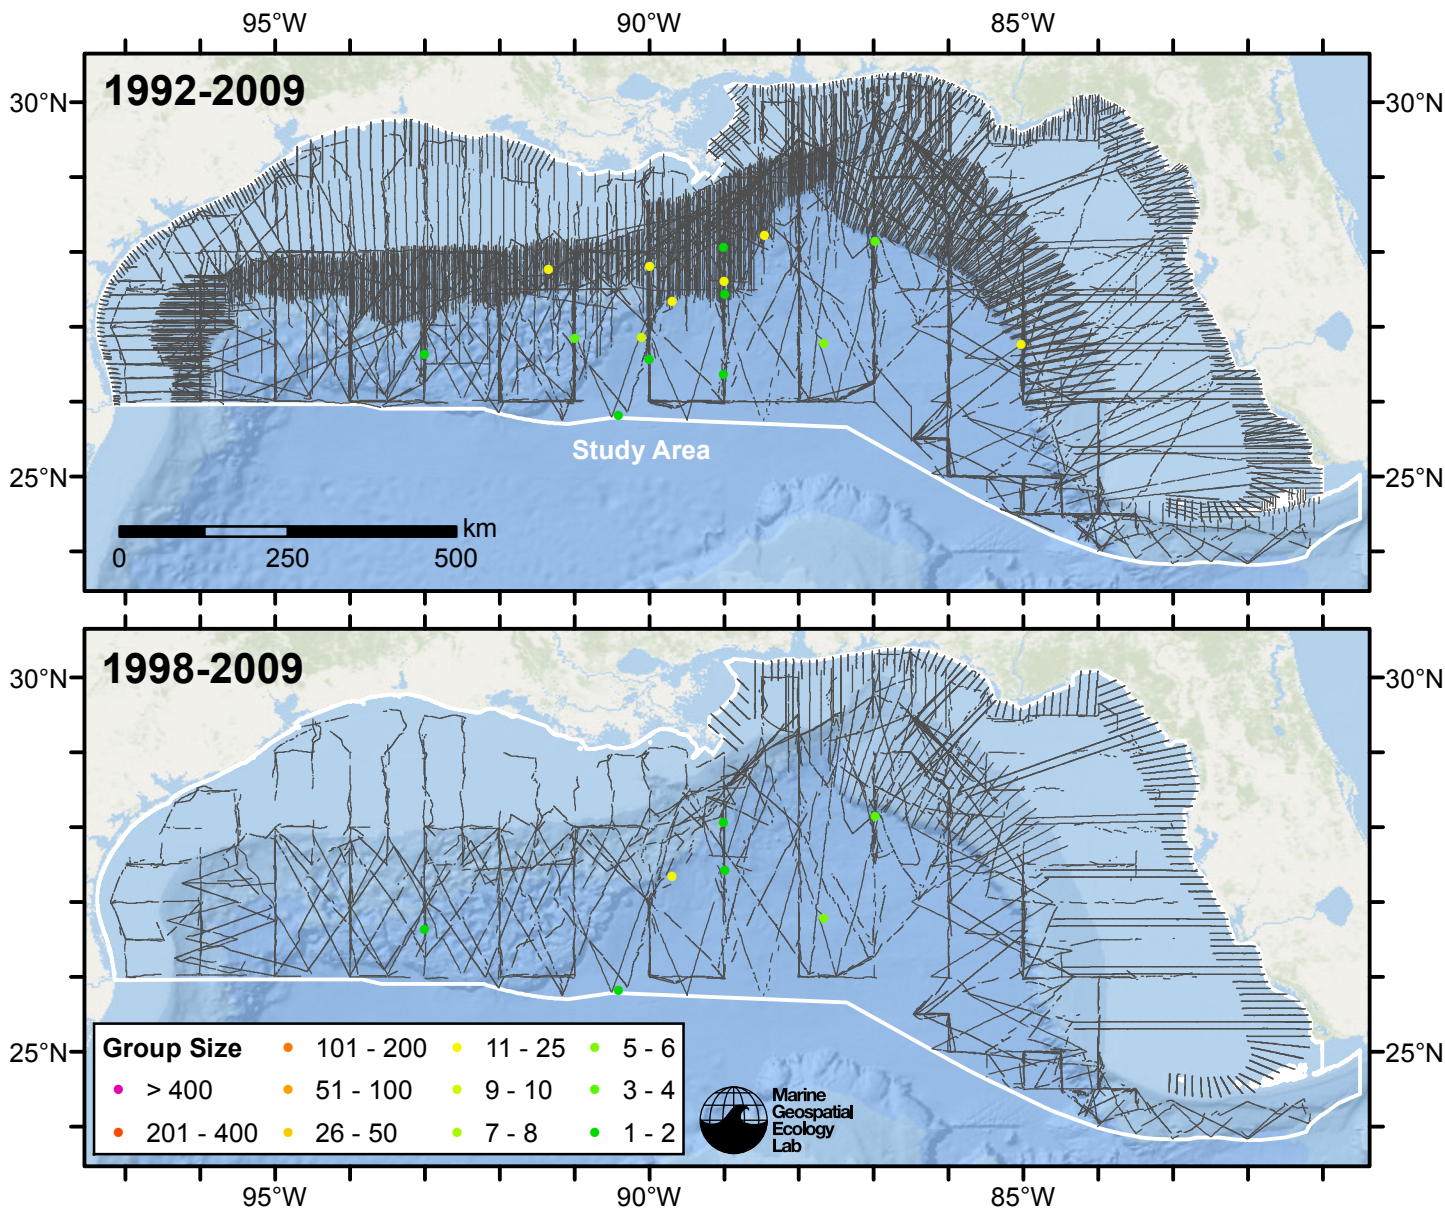 95°W 90°W 85°W
1992-2009
30°N 30°N
Study Area
25°N 25°N
km
0 250 500
1998-2009
30°N 30°N
25°N 25°N
Group Size 101 - 200 11 - 25 5 - 6
> 400 51 - 100 9 - 10 3 - 4
201 - 400 26 - 50 7 - 8 1 - 2
Marine
Geospatial
Ecology
Lab
95°W 90°W 85°W